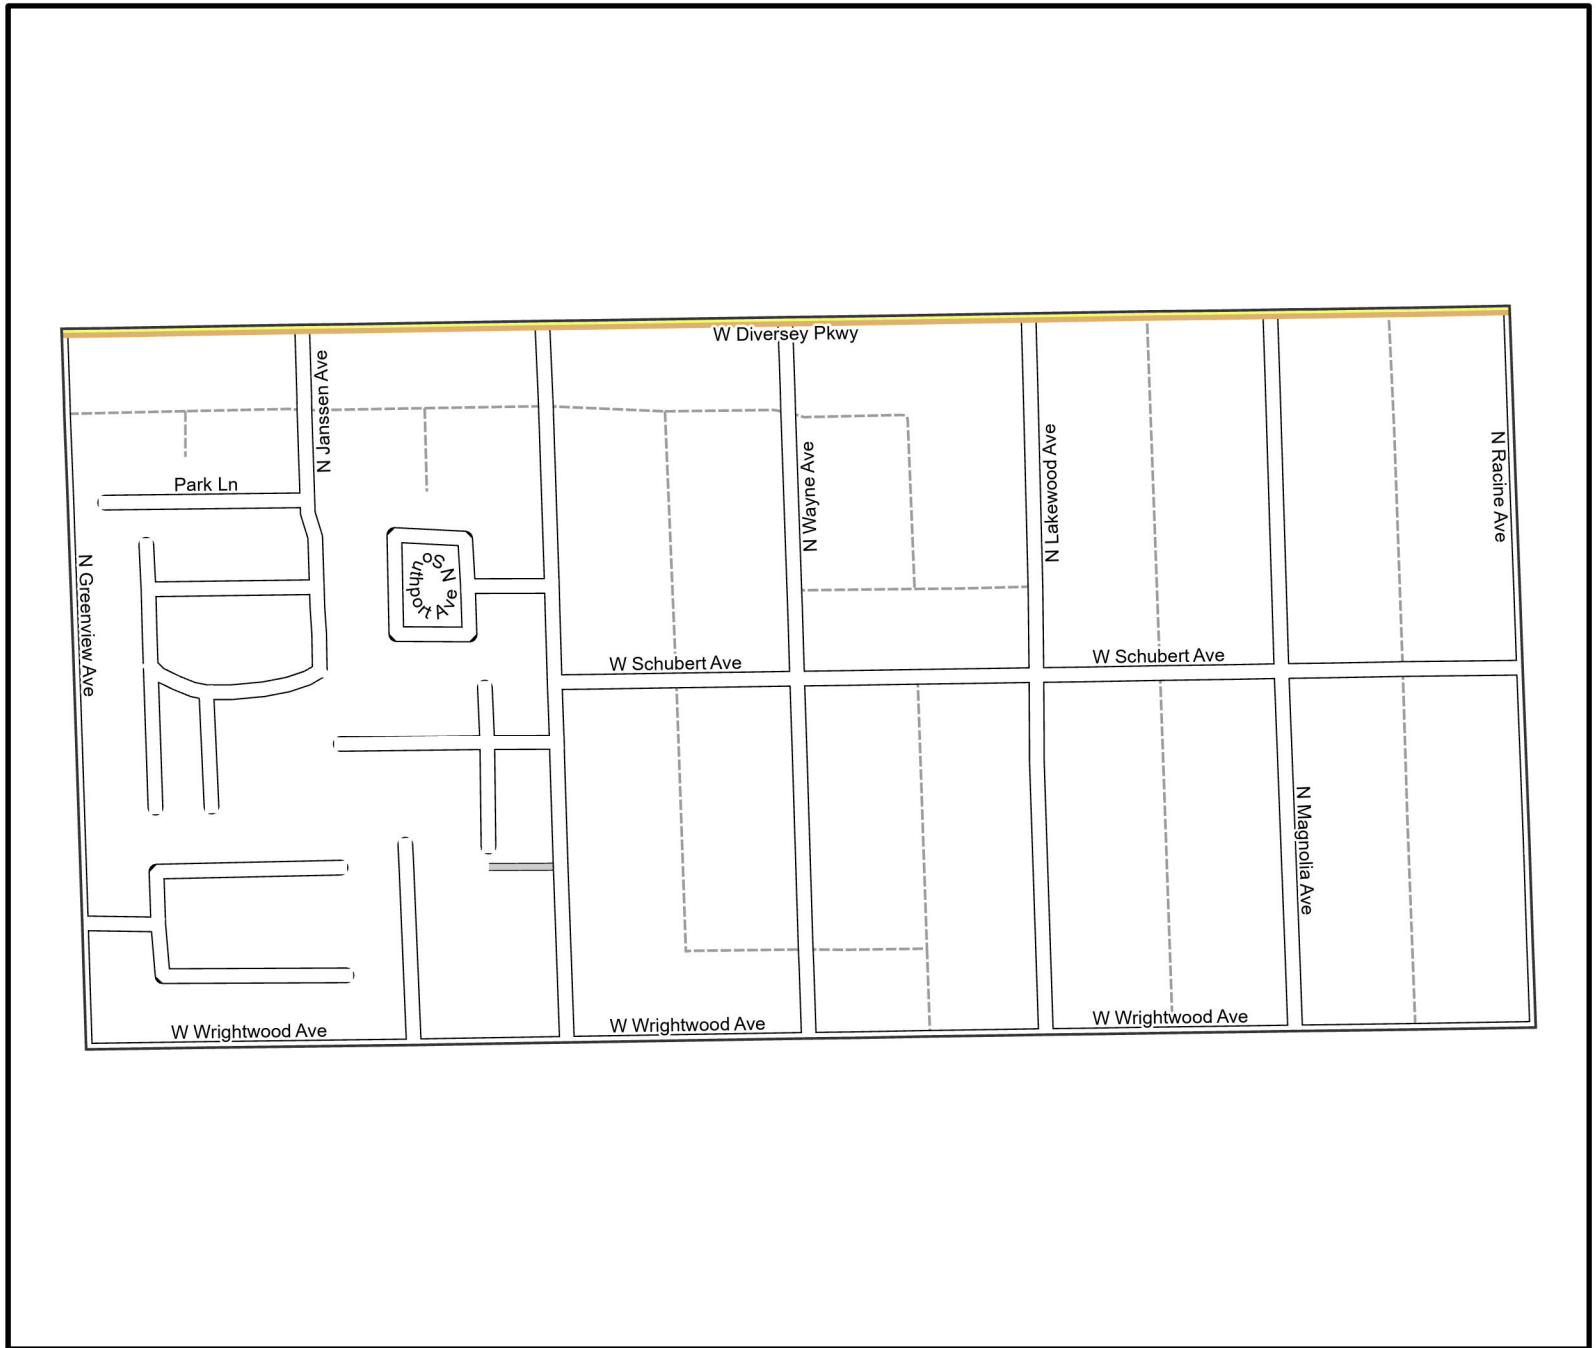 W Diversey Pkwy
N Janssen Ave
N Wayne Ave
N Lakewood Ave
N Racine Ave
Park Ln
N Greenview Ave
N Southport Ave
W Schubert Ave
W Schubert Ave
N Magnolia Ave
W Wrightwood Ave
W Wrightwood Ave
W Wrightwood Ave